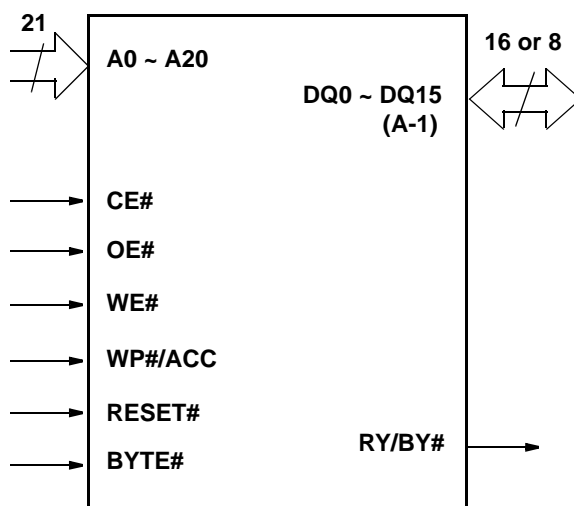 21
16 or 8
A0 ~ A20
DQ0 ~ DQ15
(A-1)
CE#
OE#
WE#
WP#/ACC
RESET#
RY/BY#
BYTE#